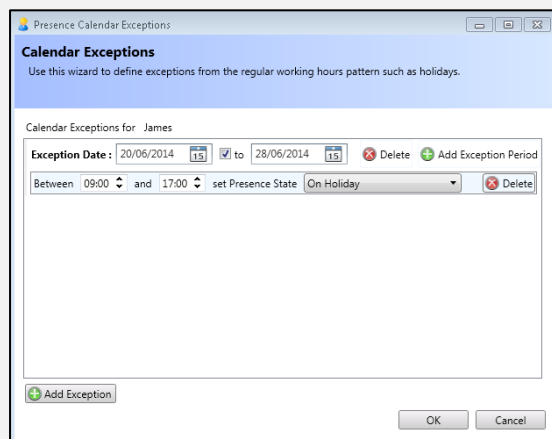 Presence Calendar Exceptions
Calendar Exceptions
Use this wizard to define exceptions from the regular working hours pattern such as holidays.
Calendar Exceptions for James
Exception Date : 20/06/2014 15 to 28/06/2014 15 Delete Add Exception Period
Between 09:00 and 17:00 set Presence State On Holiday Delete
Add Exception
OK Cancel